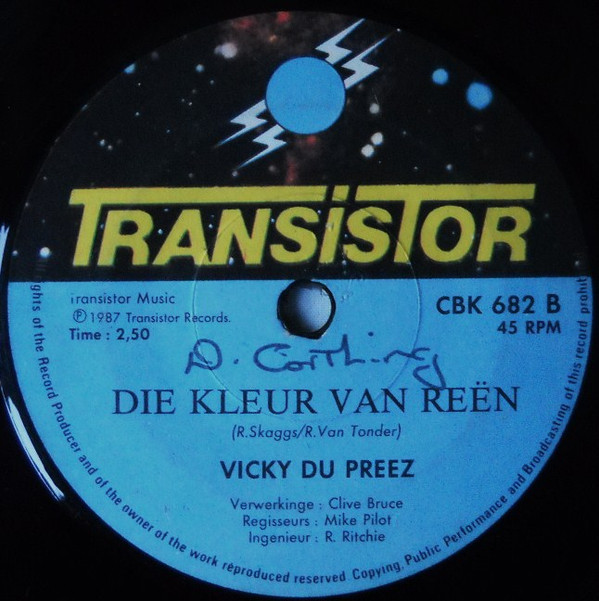 TRANSISTOR
Transistor Music
℗ 1987 Transistor Records.
Time : 2,50
CBK 682 B
45 RPM
DIE KLEUR VAN REËN
(R.Skaggs/R.Van Tonder)
VICKY DU PREEZ
Verwerkinge : Clive Bruce
Regisseurs : Mike Pilot
Ingenieur : R. Ritchie
ghts of the Record Producer and of the owner of the work reproduced reserved. Copying, Public Performance and Broadcasting of this record prohit